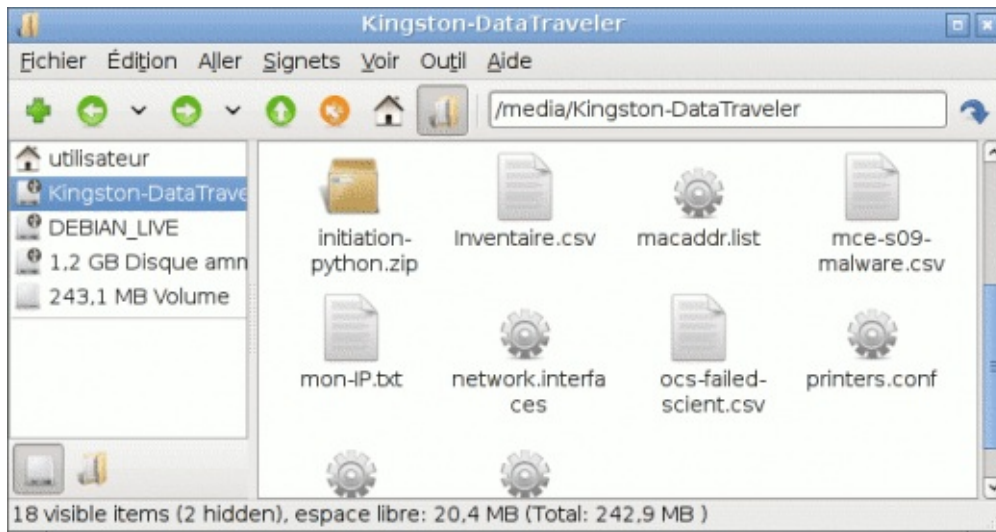 Kingston-DataTraveler
Fichier Édition Aller Signets Voir Outil Aide
/media/Kingston-DataTraveler
utilisateur
Kingston-DataTrave
DEBIAN_LIVE
1,2 GB Disque amn
243,1 MB Volume
initiation-
python.zip
Inventaire.csv
macaddr.list
mce-s09-
malware.csv
mon-IP.txt
network.interfa
ces
ocs-failed-
scient.csv
printers.conf
18 visible items (2 hidden), espace libre: 20,4 MB (Total: 242,9 MB )